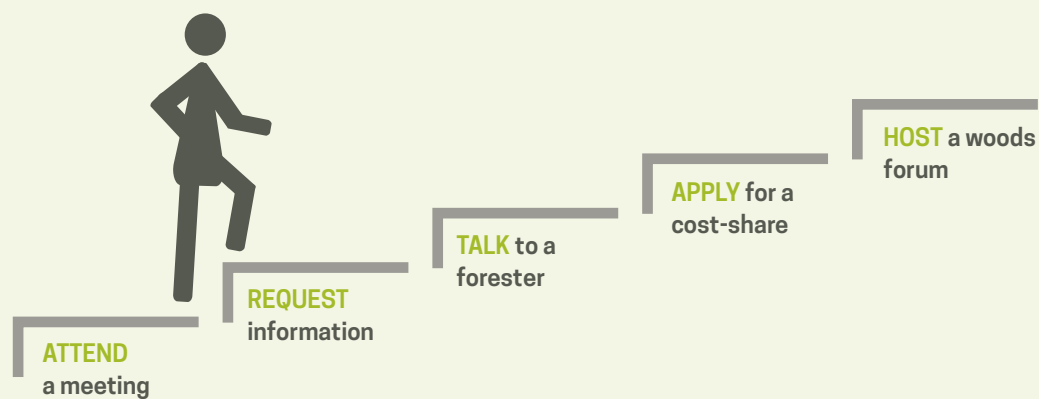 ATTEND
a meeting
REQUEST
information
TALK to a
forester
APPLY for a
cost-share
HOST a woods
forum